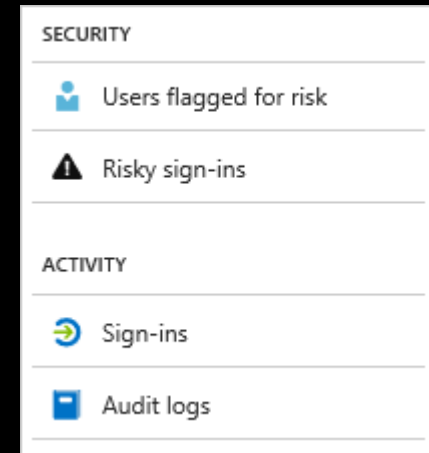 SECURITY
Users flagged for risk
Risky sign-ins
ACTIVITY
Sign-ins
Audit logs